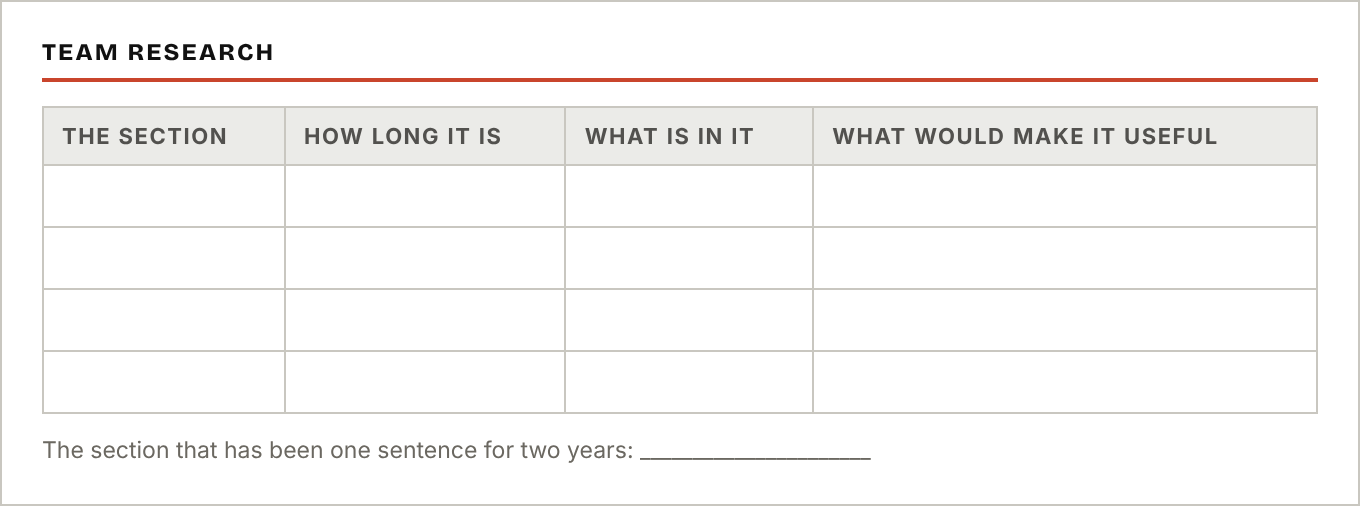 TEAM RESEARCH
THE SECTION HOW LONG IT IS WHAT IS IN IT WHAT WOULD MAKE IT USEFUL
The section that has been one sentence for two years: ______________________